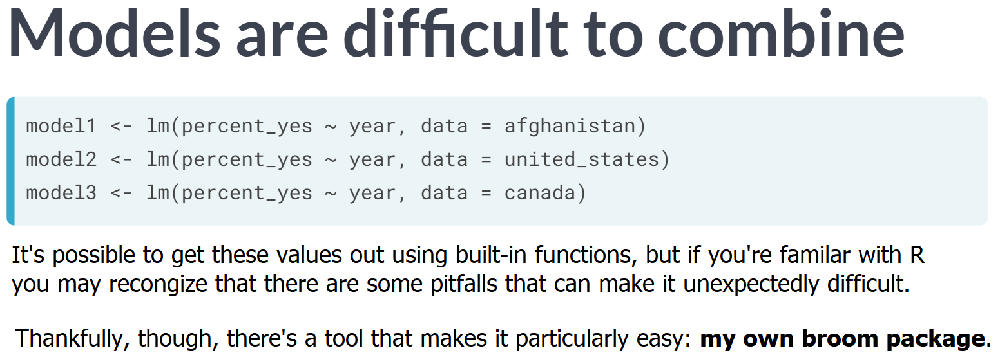 Models are difficult to combine
model1 <- lm(percent_yes ~ year, data = afghanistan)
model2 <- lm(percent_yes ~ year, data = united_states)
model3 <- lm(percent_yes ~ year, data = canada)
It's possible to get these values out using built-in functions, but if you're familar with R
you may recongize that there are some pitfalls that can make it unexpectedly difficult.
Thankfully, though, there's a tool that makes it particularly easy: my own broom package.